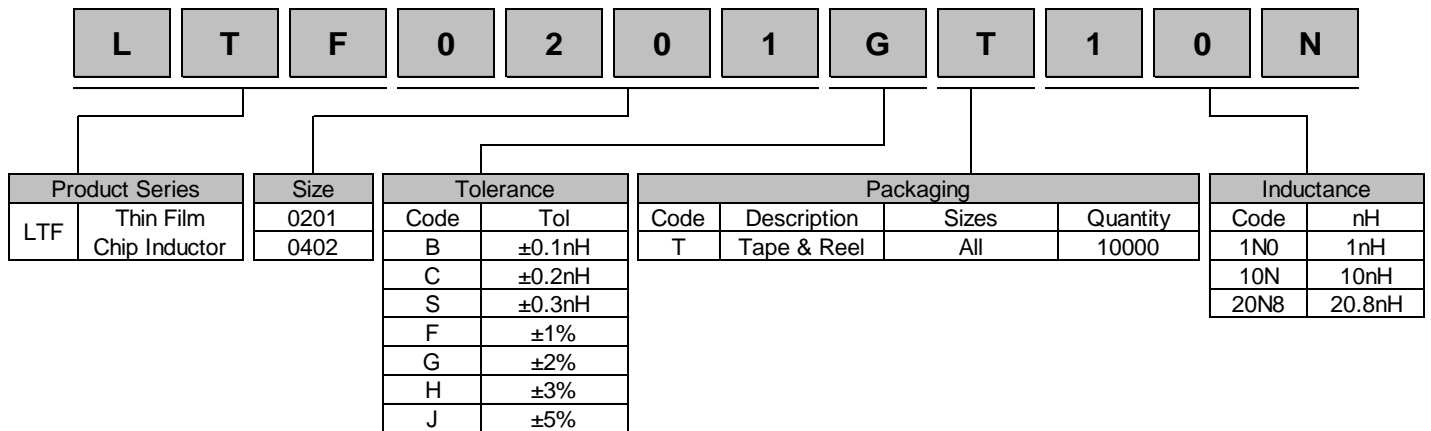 L T F 0 2 0 1 G T 1 0 N
Product Series
LTF Thin Film
Chip Inductor
Size
0201
0402
Tolerance
Code Tol
B ±0.1nH
C ±0.2nH
S ±0.3nH
F ±1%
G ±2%
H ±3%
J ±5%
Packaging
Code Description Sizes Quantity
T Tape & Reel All 10000
Inductance
Code nH
1N0 1nH
10N 10nH
20N8 20.8nH